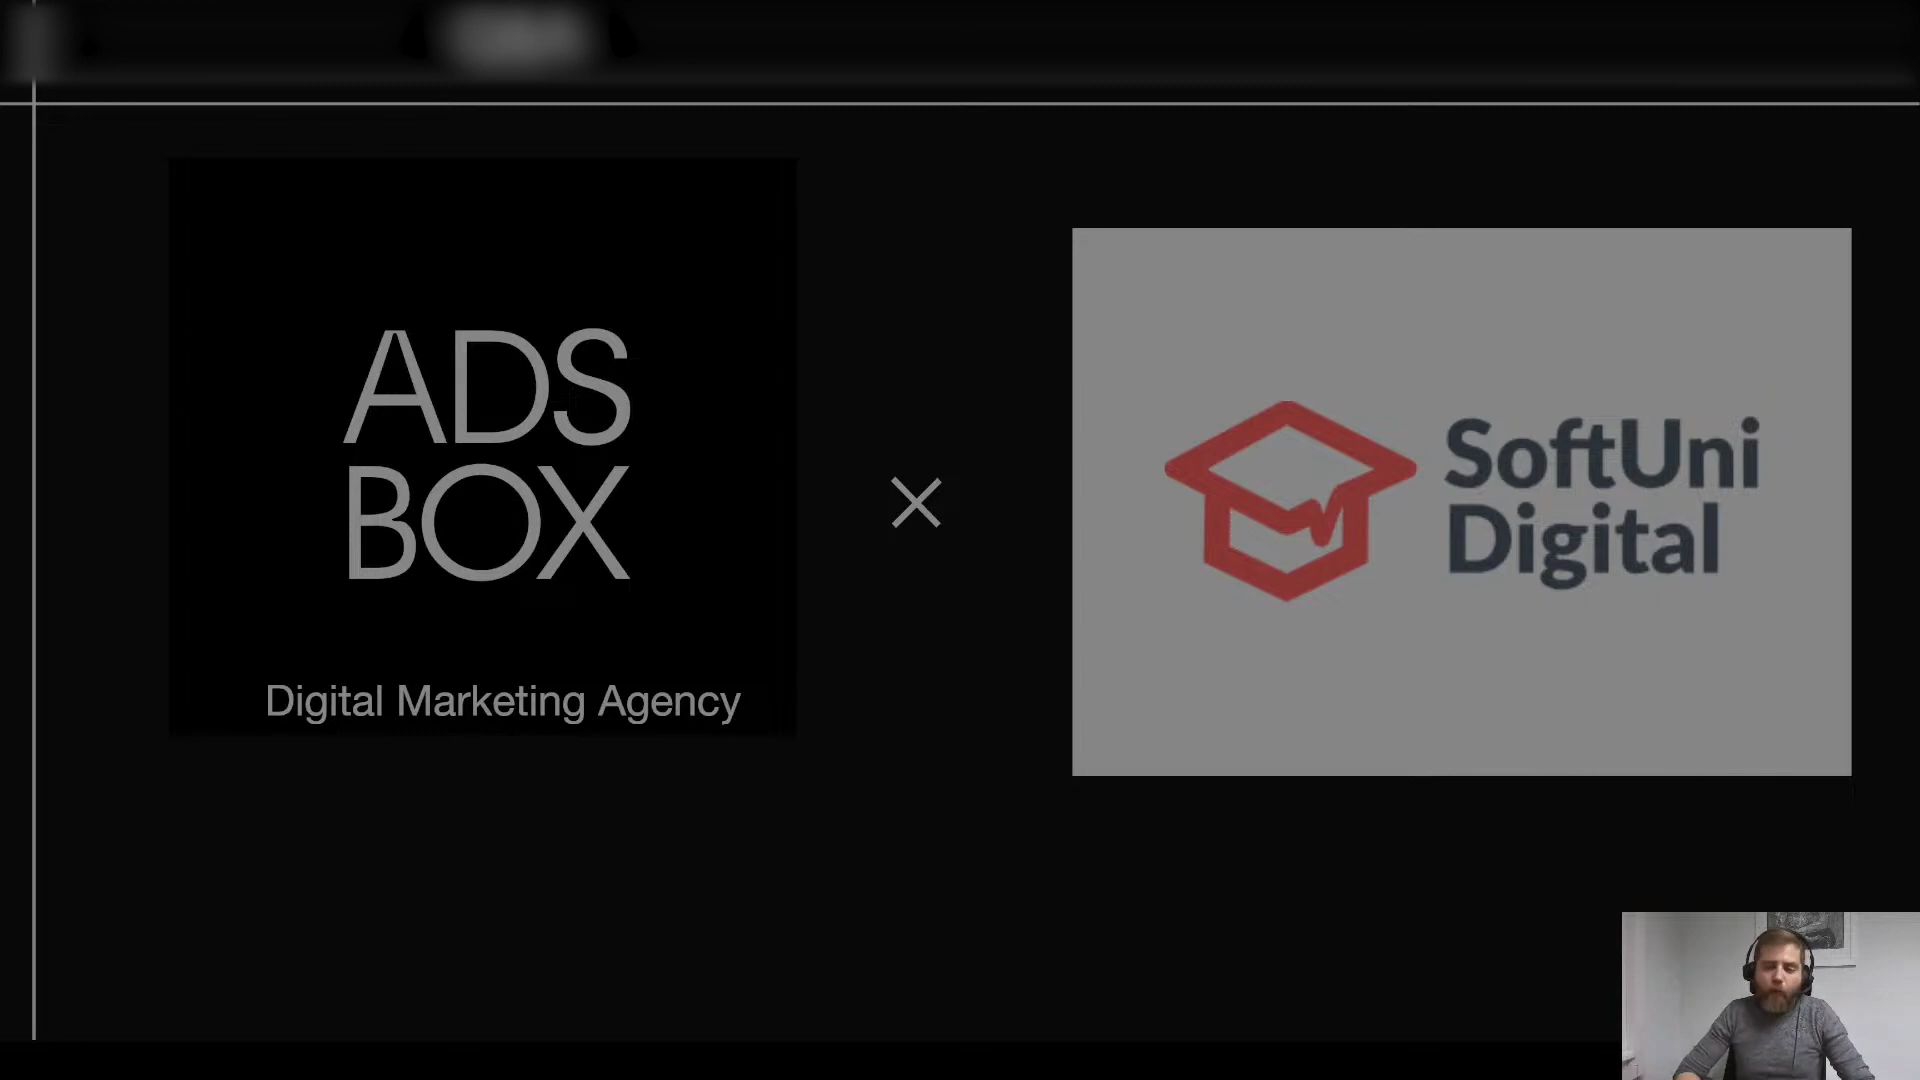 ADS
BOX
Digital Marketing Agency
SoftUni
Digital